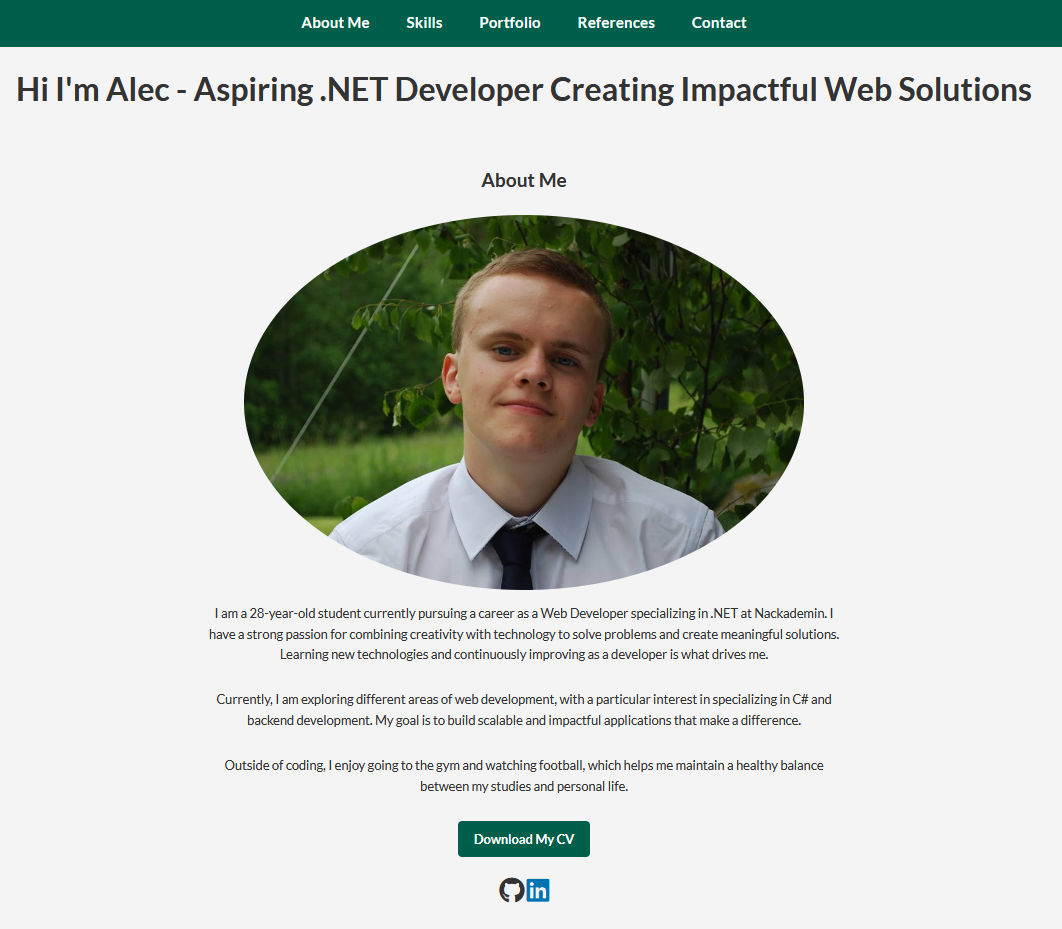 About Me Skills Portfolio References Contact
Hi I'm Alec - Aspiring .NET Developer Creating Impactful Web Solutions
About Me
I am a 28-year-old student currently pursuing a career as a Web Developer specializing in .NET at Nackademin. I
have a strong passion for combining creativity with technology to solve problems and create meaningful solutions.
Learning new technologies and continuously improving as a developer is what drives me.
Currently, I am exploring different areas of web development, with a particular interest in specializing in C# and
backend development. My goal is to build scalable and impactful applications that make a difference.
Outside of coding, I enjoy going to the gym and watching football, which helps me maintain a healthy balance
between my studies and personal life.
Download My CV
in